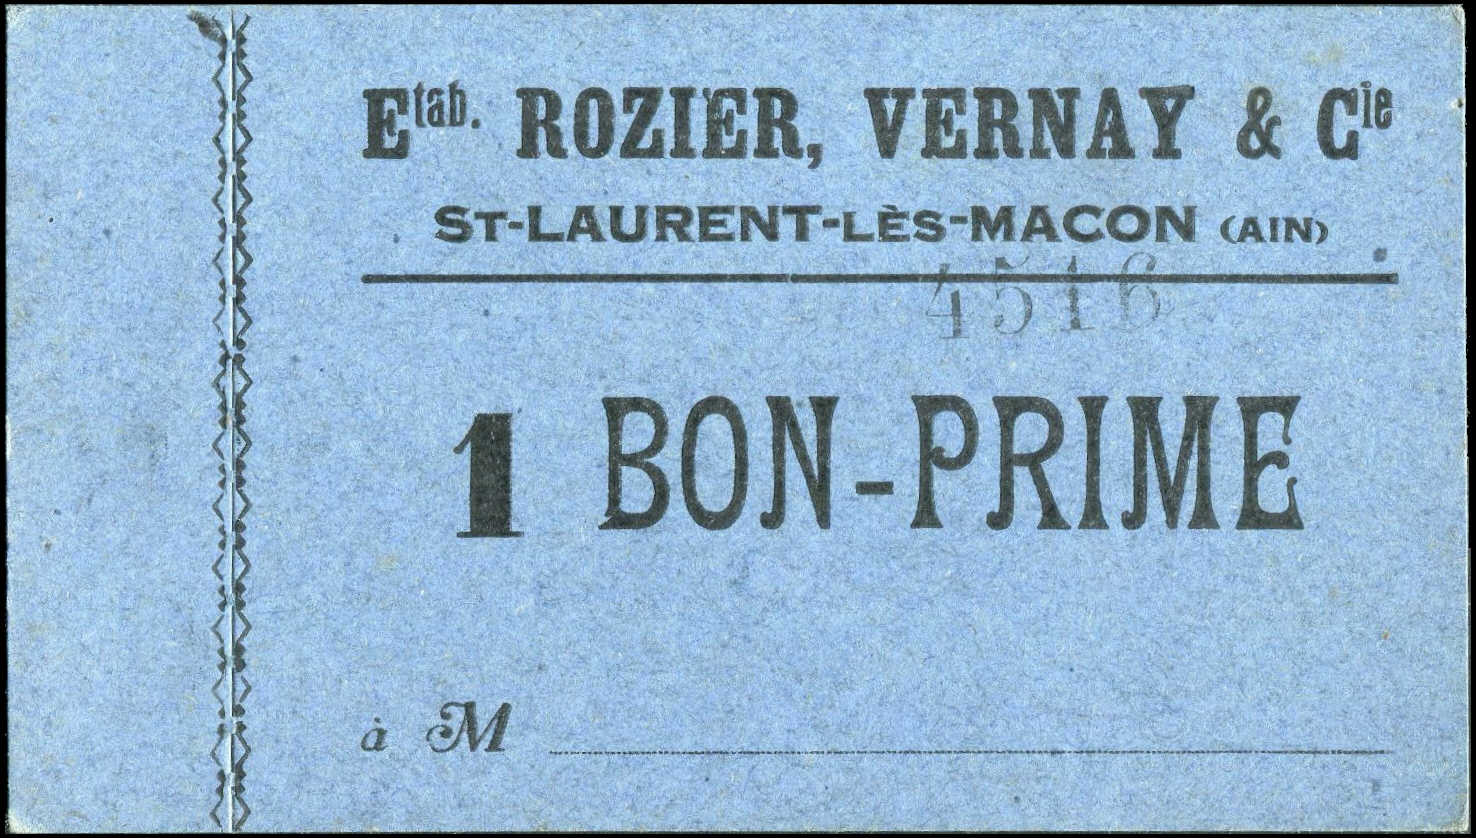 Etab. ROZIER, VERNAY & Cie
ST-LAURENT-LÈS-MACON (AIN)
4516
1 BON-PRIME
à M